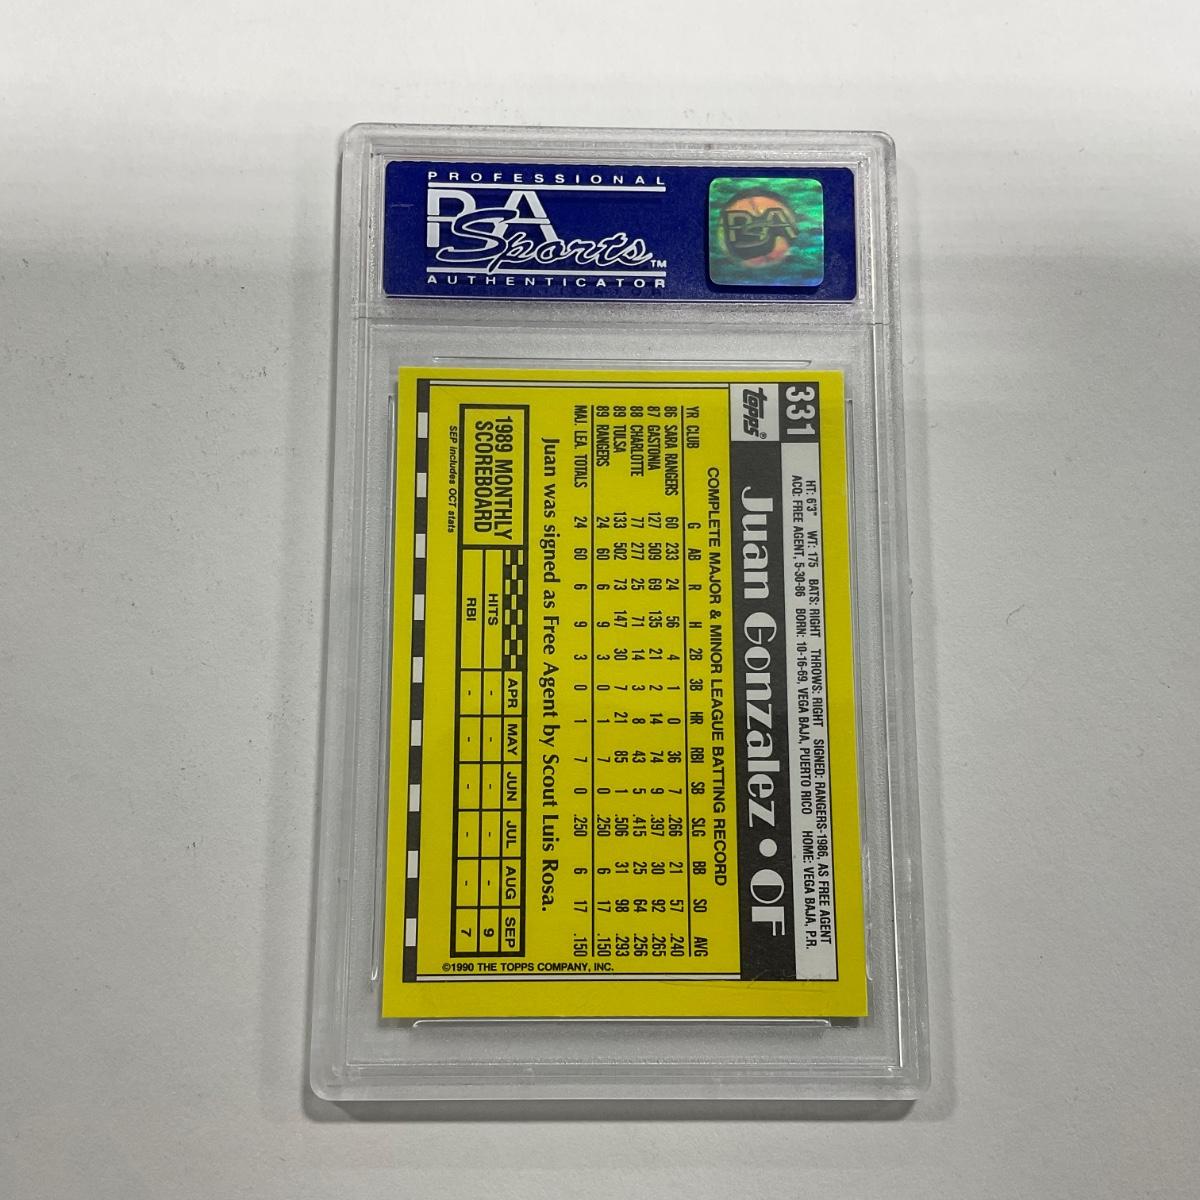 PROFESSIONAL
PSA
Sports™
AUTHENTICATOR
PSA
331
Topps®
HT: 6'3" WT: 175 BATS: RIGHT THROWS: RIGHT SIGNED: RANGERS-1986, AS FREE AGENT
ACQ: FREE AGENT, 5-30-86 BORN: 10-16-69, VEGA BAJA, PUERTO RICO HOME: VEGA BAJA, P.R.
Juan Gonzalez • OF
COMPLETE MAJOR & MINOR LEAGUE BATTING RECORD
YR CLUB G AB R H 2B 3B HR RBI SB SLG BB SO AVG
86 SARA RANGERS 60 233 24 56 4 1 0 36 7 .266 21 57 .240
87 GASTONIA 127 509 69 135 21 2 14 74 9 .397 30 92 .265
88 CHARLOTTE 77 277 25 71 14 3 8 43 5 .415 25 64 .256
89 TULSA 133 502 73 147 30 7 21 85 1 .506 31 98 .293
89 RANGERS 24 60 6 9 3 0 1 7 0 .250 6 17 .150
MAJ. LEA. TOTALS 24 60 6 9 3 0 1 7 0 .250 6 17 .150
Juan was signed as Free Agent by Scout Luis Rosa.
1989 MONTHLY
SCOREBOARD
SEP includes OCT stats
APR MAY JUN JUL AUG SEP
HITS - - - - - 9
RBI - - - - - 7
©1990 THE TOPPS COMPANY, INC.